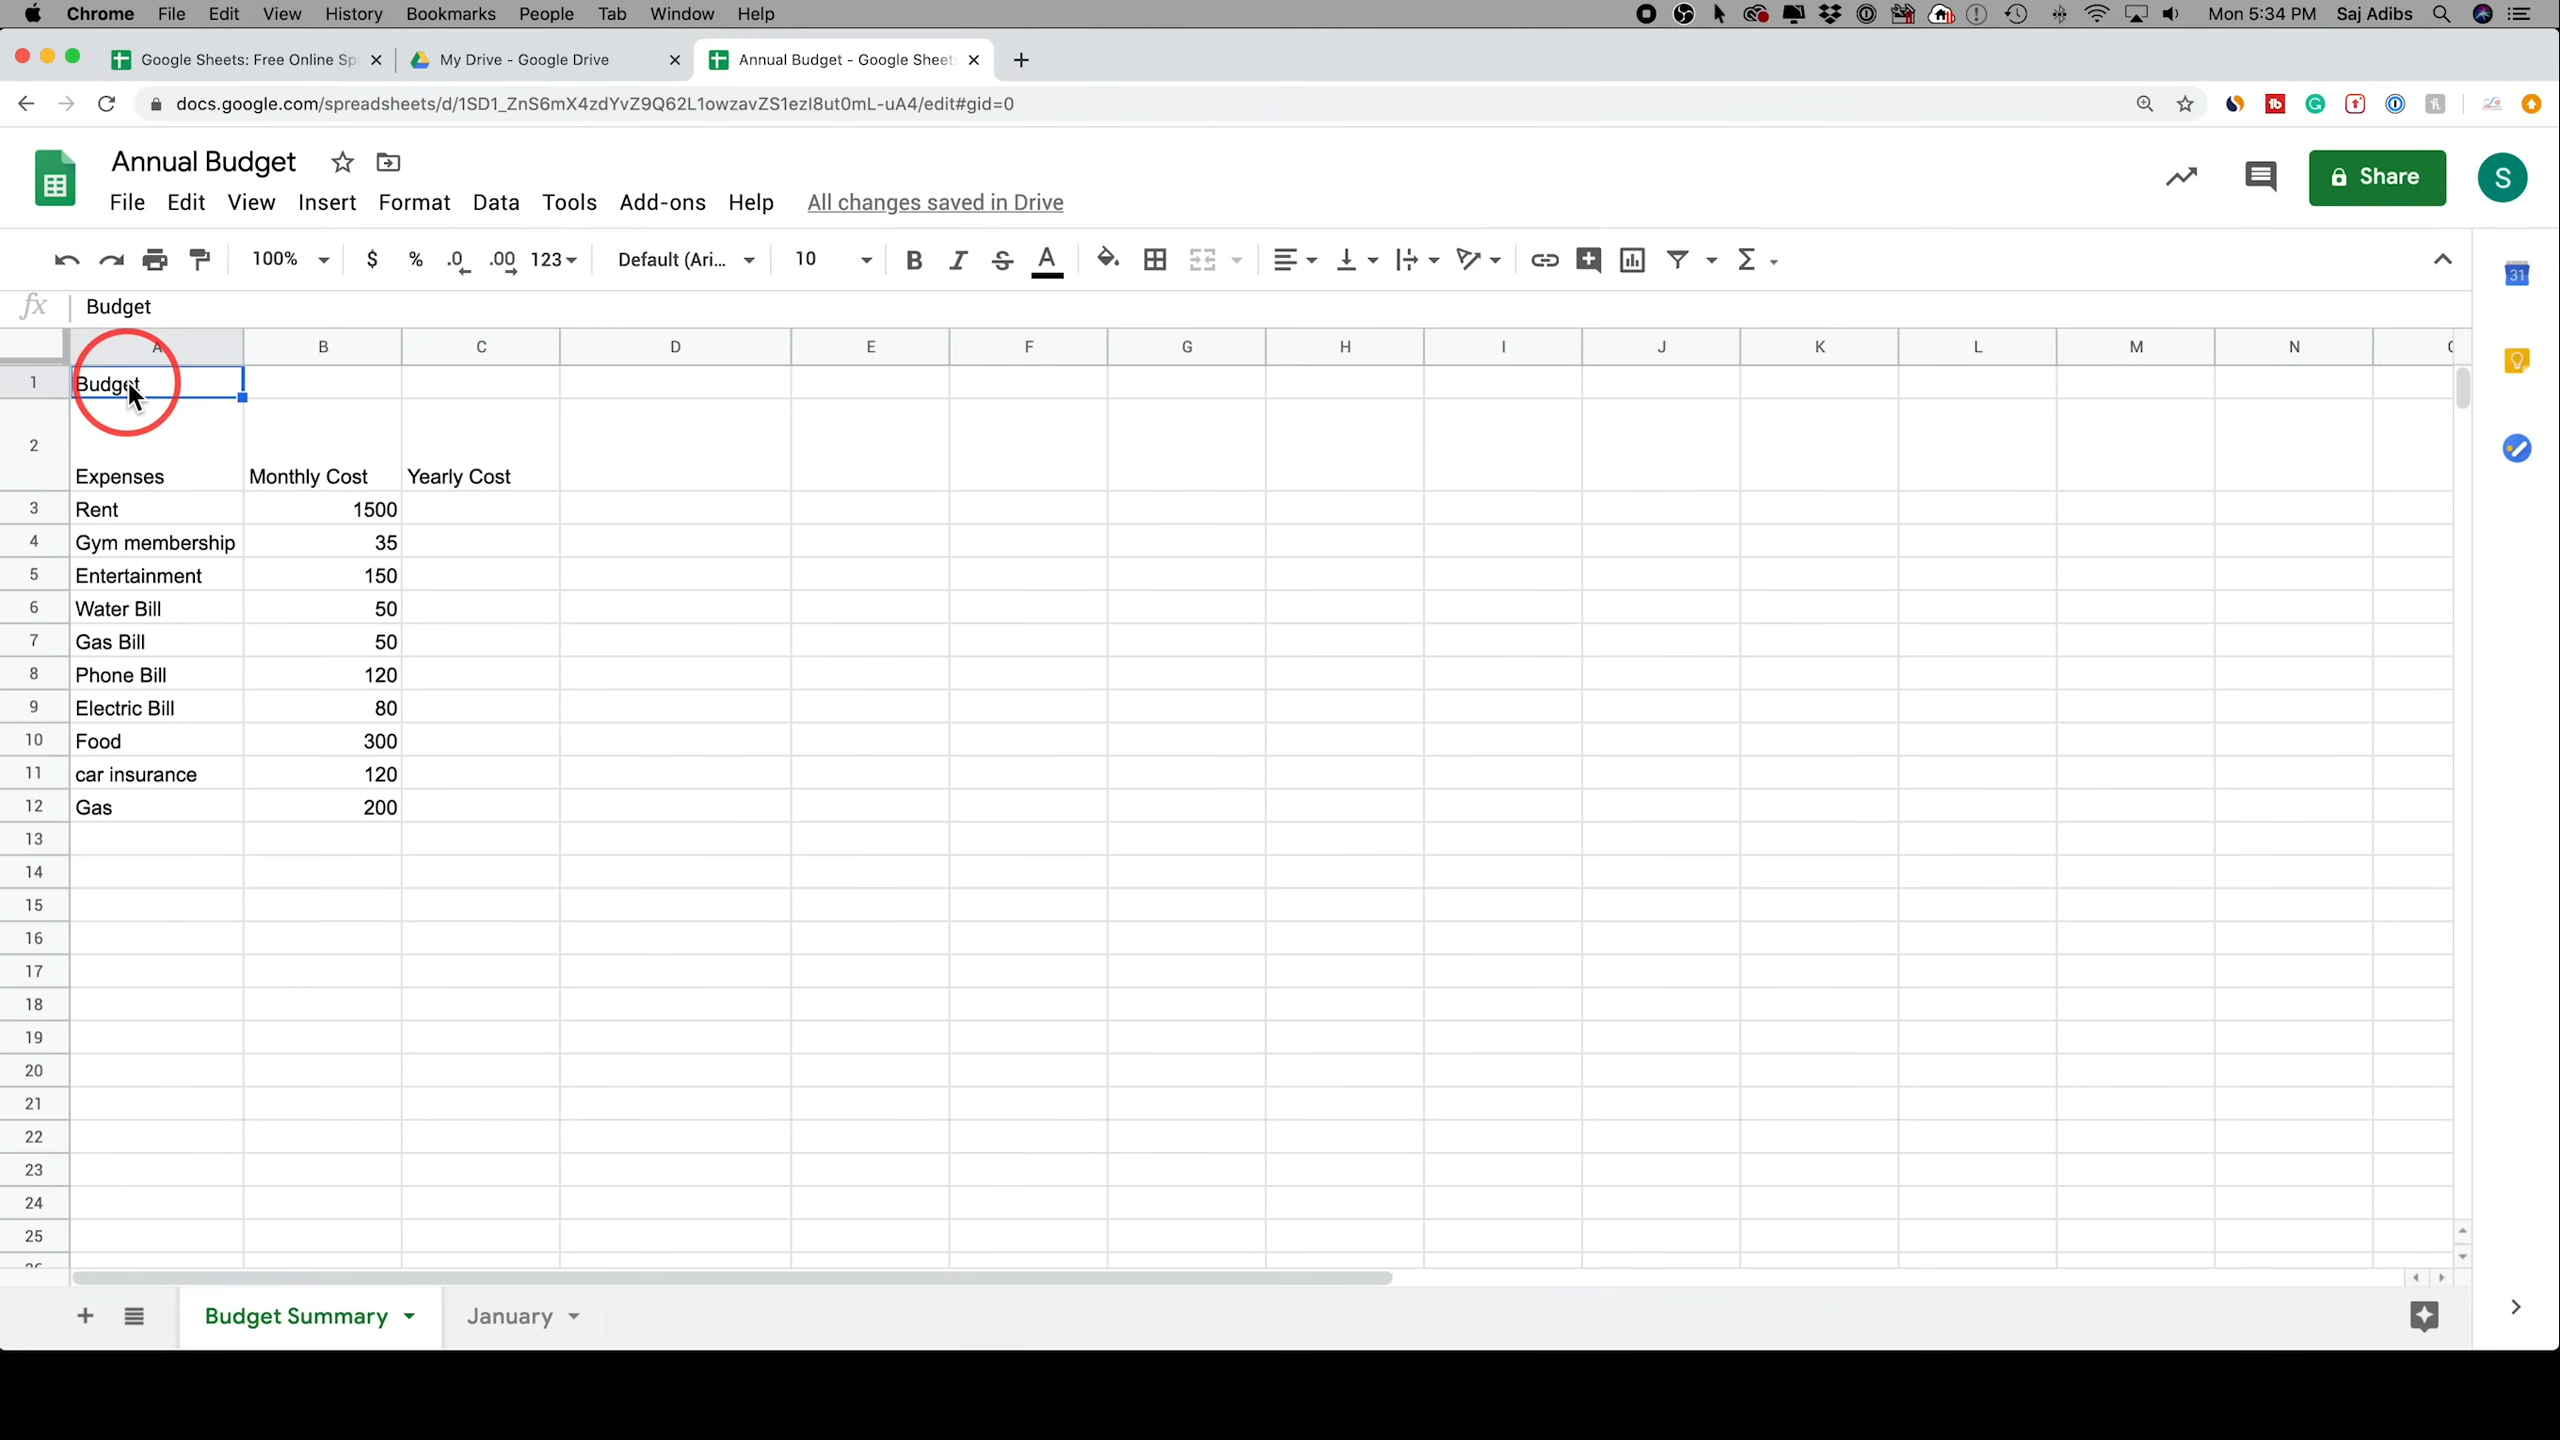 Chrome File Edit View History Bookmarks People Tab Window Help Mon 5:34 PM Saj Adibs
Google Sheets: Free Online Sp My Drive - Google Drive Annual Budget - Google Sheets
docs.google.com/spreadsheets/d/1SD1_ZnS6mX4zdYvZ9Q62L1owzavZS1ezI8ut0mL-uA4/edit#gid=0
Annual Budget
Share
S
File Edit View Insert Format Data Tools Add-ons Help All changes saved in Drive
100% $ % .0 .00 123 Default (Ari... 10 B I S A Σ
31
fx Budget
A B C D E F G H I J K L M N
1 Budget
2 Expenses Monthly Cost Yearly Cost
3 Rent 1500
4 Gym membership 35
5 Entertainment 150
6 Water Bill 50
7 Gas Bill 50
8 Phone Bill 120
9 Electric Bill 80
10 Food 300
11 car insurance 120
12 Gas 200
13
14
15
16
17
18
19
20
21
22
23
24
25
Budget Summary January